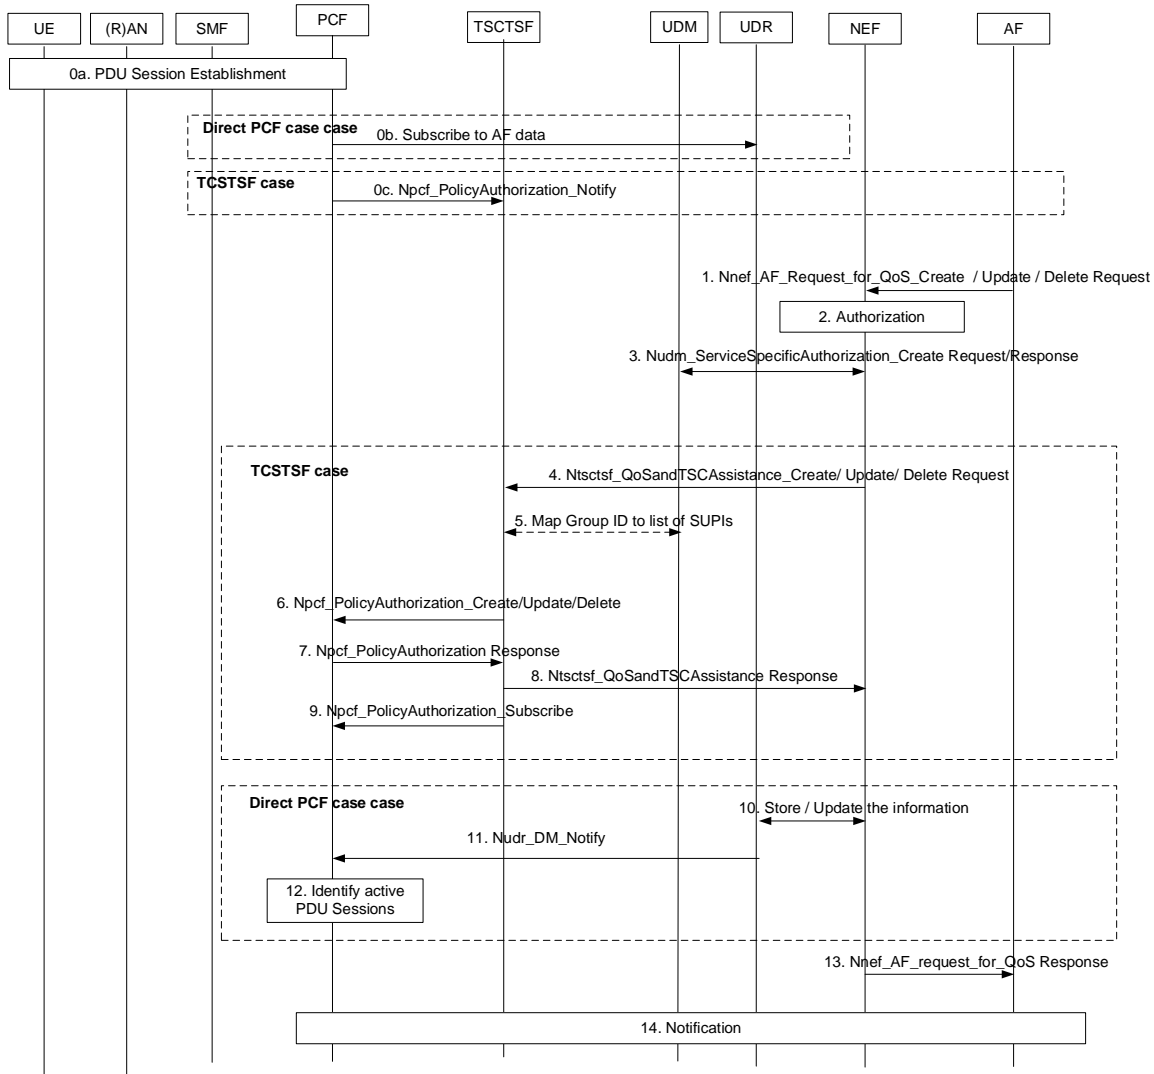 UE
(R)AN
SMF
PCF
TSCTSF
UDM
UDR
NEF
AF
0a. PDU Session Establishment
Direct PCF case case
0b. Subscribe to AF data
TCSTSF case
0c. Npcf_PolicyAuthorization_Notify
1. Nnef_AF_Request_for_QoS_Create / Update / Delete Request
2. Authorization
3. Nudm_ServiceSpecificAuthorization_Create Request/Response
TCSTSF case
4. Ntsctsf_QoSandTSCAssistance_Create/ Update/ Delete Request
5. Map Group ID to list of SUPIs
6. Npcf_PolicyAuthorization_Create/Update/Delete
7. Npcf_PolicyAuthorization Response
8. Ntsctsf_QoSandTSCAssistance Response
9. Npcf_PolicyAuthorization_Subscribe
Direct PCF case case
10. Store / Update the information
11. Nudr_DM_Notify
12. Identify active
PDU Sessions
13. Nnef_AF_request_for_QoS Response
14. Notification